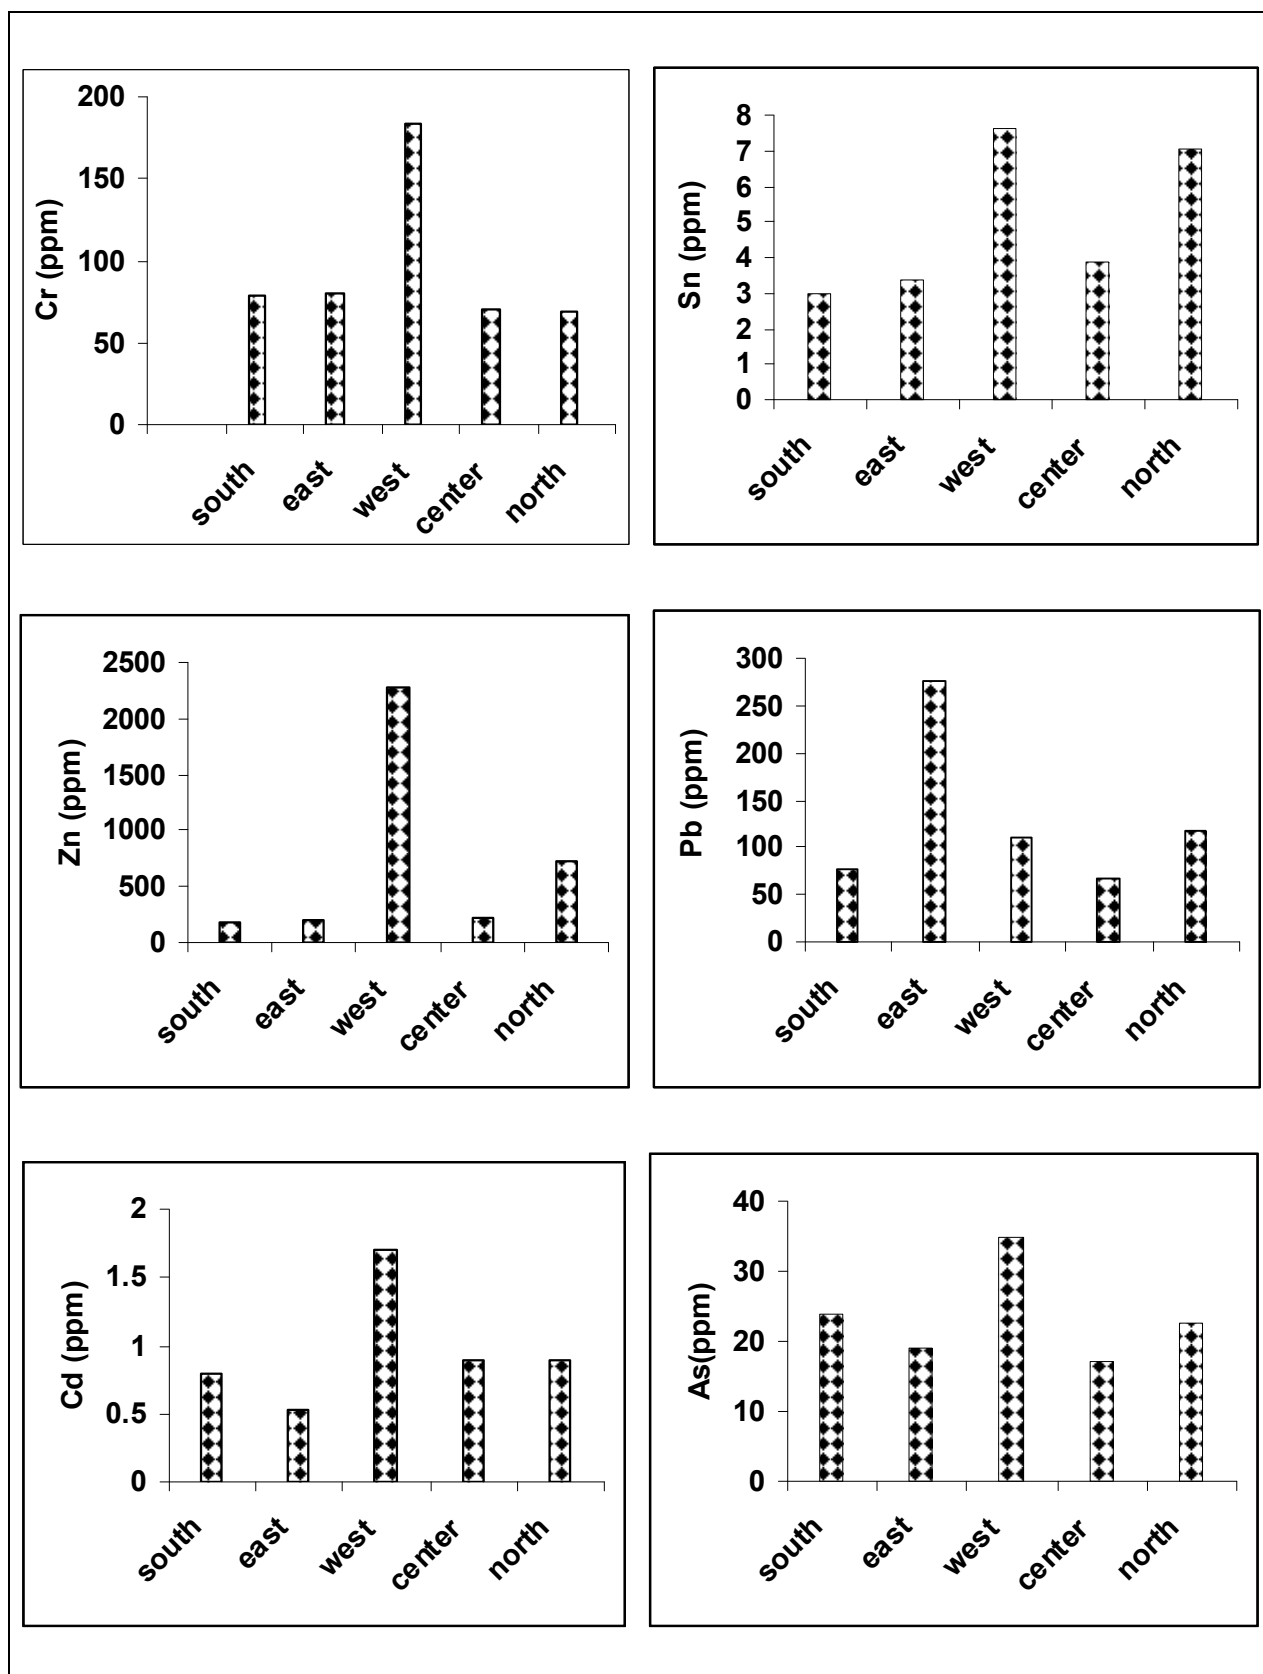 Cr (ppm)
200
150
100
50
0
south
east
west
center
north
Sn (ppm)
8
7
6
5
4
3
2
1
0
south
east
west
center
north
Zn (ppm)
2500
2000
1500
1000
500
0
south
east
west
center
north
Pb (ppm)
300
250
200
150
100
50
0
south
east
west
center
north
Cd (ppm)
2
1.5
1
0.5
0
south
east
west
center
north
As(ppm)
40
30
20
10
0
south
east
west
center
north